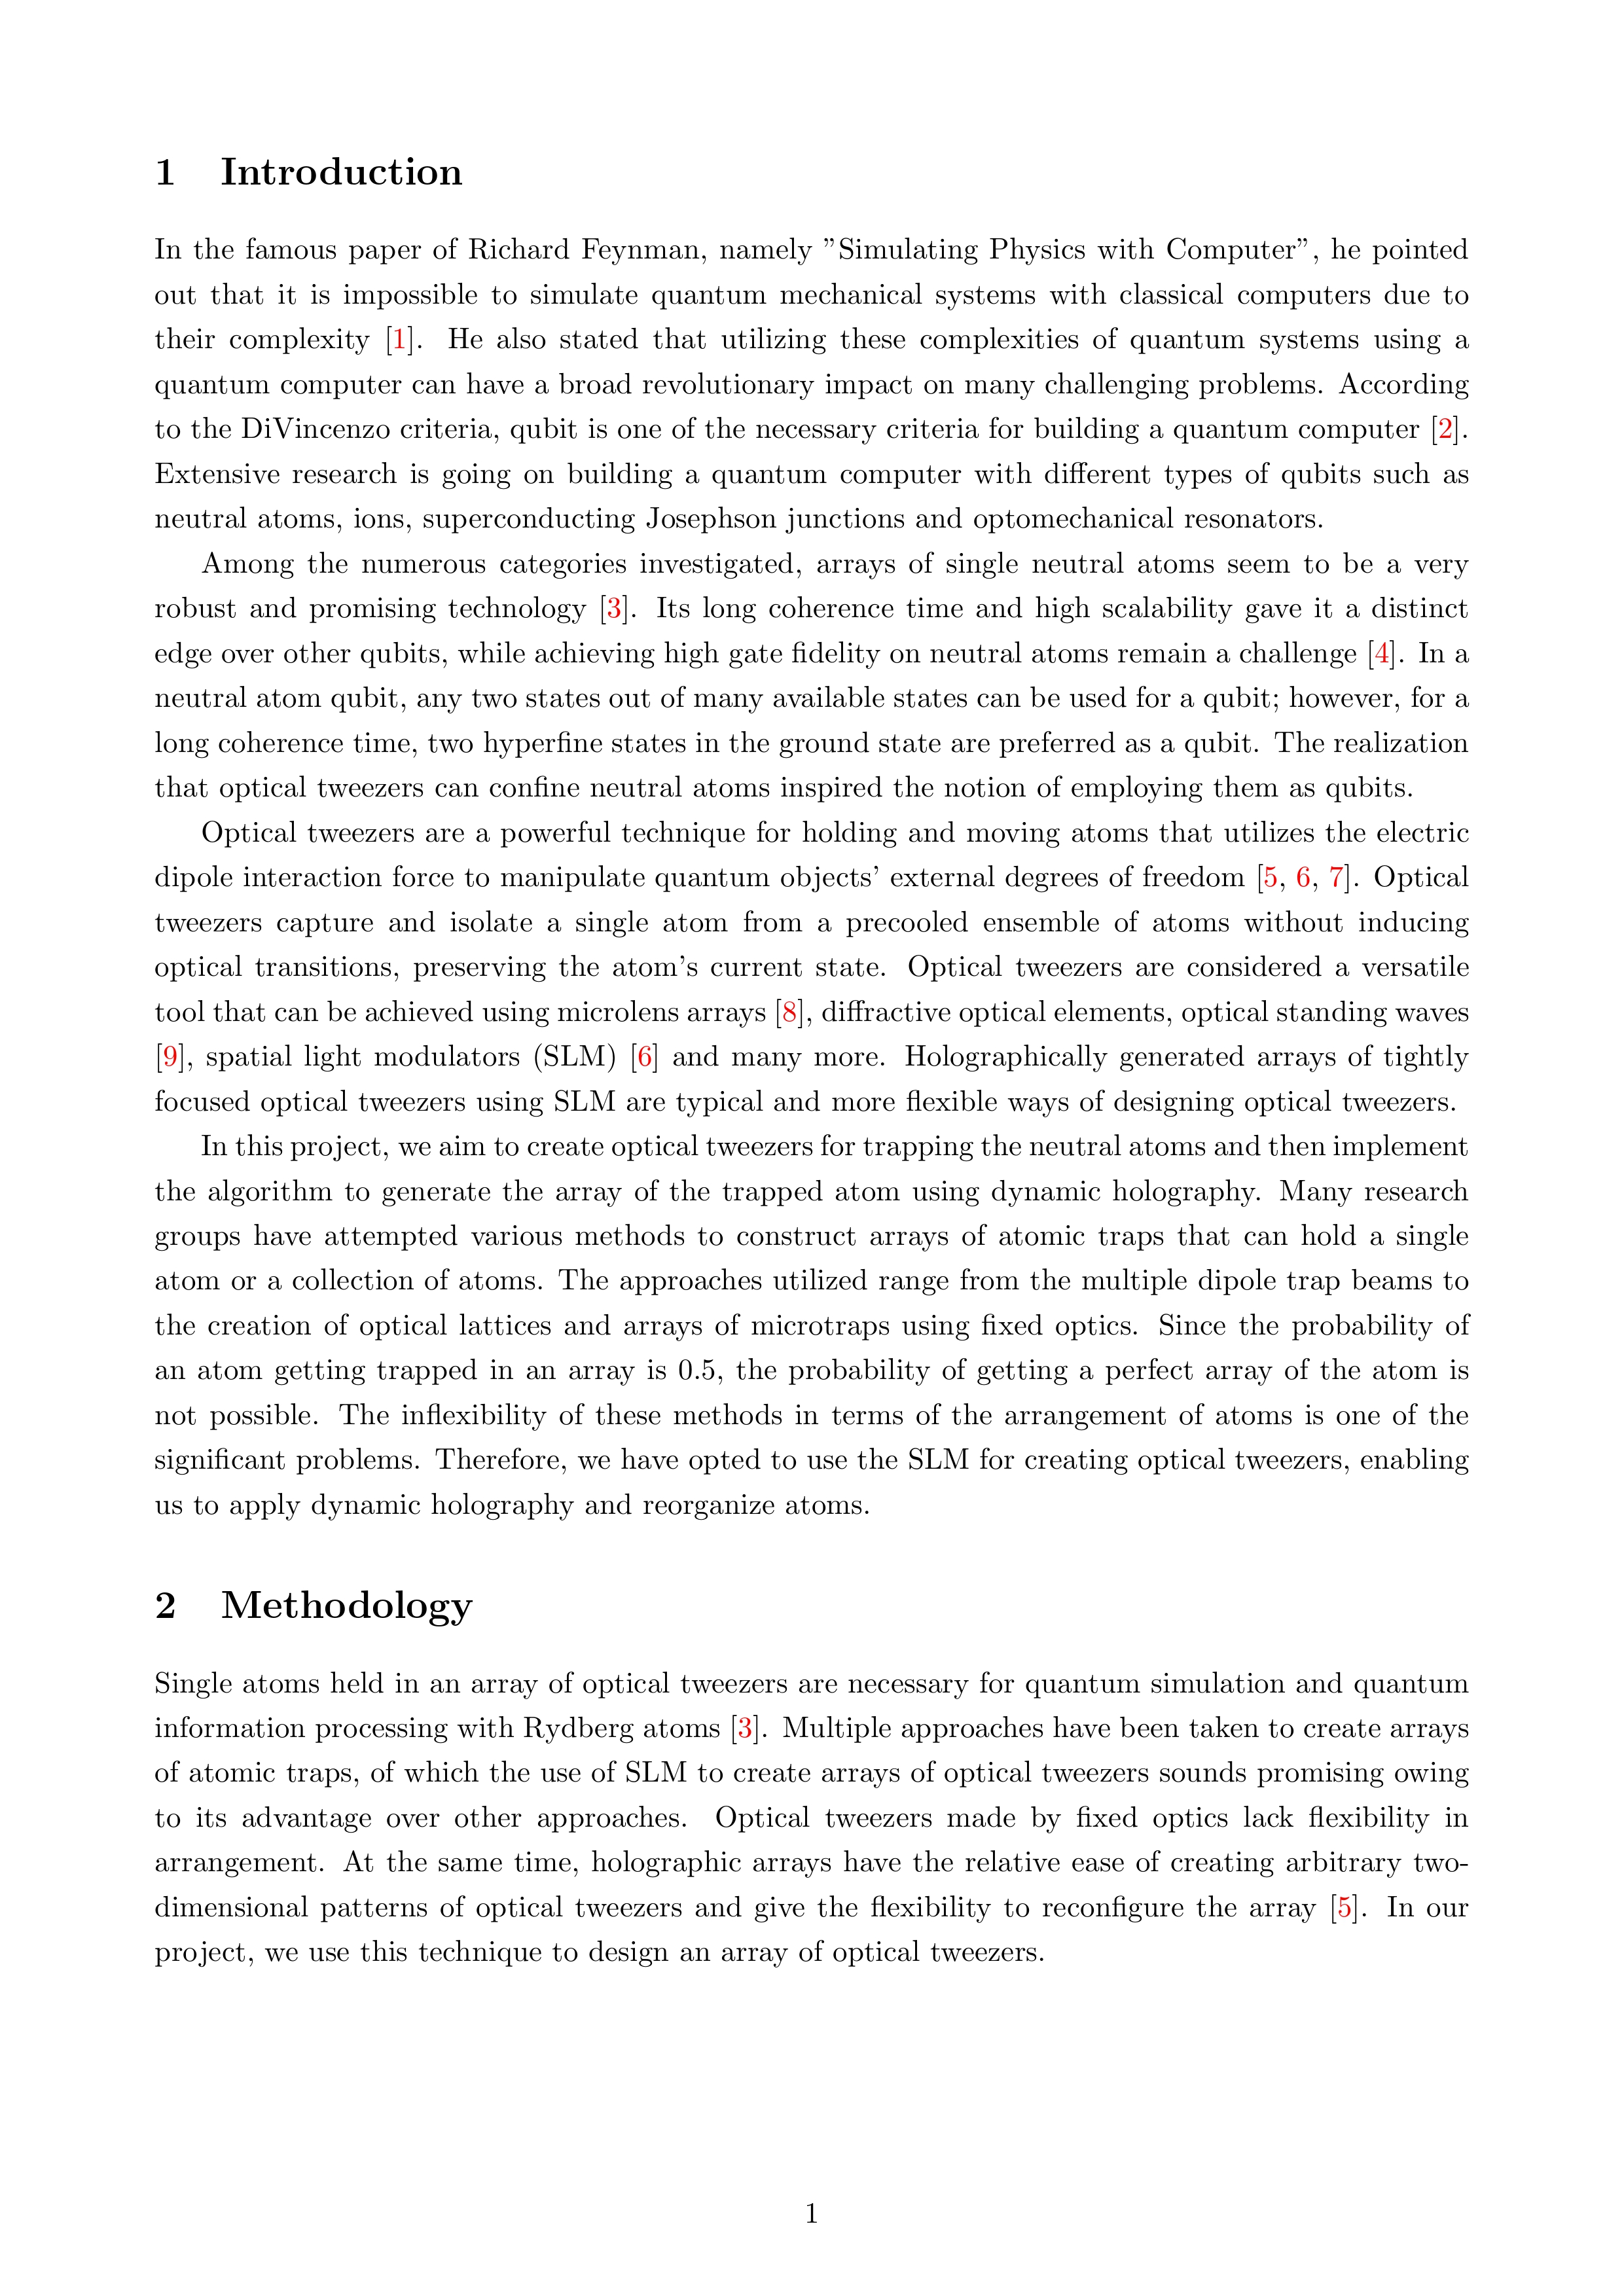 1 Introduction
In the famous paper of Richard Feynman, namely ”Simulating Physics with Computer”, he pointed
out that it is impossible to simulate quantum mechanical systems with classical computers due to
their complexity [1]. He also stated that utilizing these complexities of quantum systems using a
quantum computer can have a broad revolutionary impact on many challenging problems. According
to the DiVincenzo criteria, qubit is one of the necessary criteria for building a quantum computer [2].
Extensive research is going on building a quantum computer with different types of qubits such as
neutral atoms, ions, superconducting Josephson junctions and optomechanical resonators.
Among the numerous categories investigated, arrays of single neutral atoms seem to be a very
robust and promising technology [3]. Its long coherence time and high scalability gave it a distinct
edge over other qubits, while achieving high gate fidelity on neutral atoms remain a challenge [4]. In a
neutral atom qubit, any two states out of many available states can be used for a qubit; however, for a
long coherence time, two hyperfine states in the ground state are preferred as a qubit. The realization
that optical tweezers can confine neutral atoms inspired the notion of employing them as qubits.
Optical tweezers are a powerful technique for holding and moving atoms that utilizes the electric
dipole interaction force to manipulate quantum objects’ external degrees of freedom [5, 6, 7]. Optical
tweezers capture and isolate a single atom from a precooled ensemble of atoms without inducing
optical transitions, preserving the atom’s current state. Optical tweezers are considered a versatile
tool that can be achieved using microlens arrays [8], diffractive optical elements, optical standing waves
[9], spatial light modulators (SLM) [6] and many more. Holographically generated arrays of tightly
focused optical tweezers using SLM are typical and more flexible ways of designing optical tweezers.
In this project, we aim to create optical tweezers for trapping the neutral atoms and then implement
the algorithm to generate the array of the trapped atom using dynamic holography. Many research
groups have attempted various methods to construct arrays of atomic traps that can hold a single
atom or a collection of atoms. The approaches utilized range from the multiple dipole trap beams to
the creation of optical lattices and arrays of microtraps using fixed optics. Since the probability of
an atom getting trapped in an array is 0.5, the probability of getting a perfect array of the atom is
not possible. The inflexibility of these methods in terms of the arrangement of atoms is one of the
significant problems. Therefore, we have opted to use the SLM for creating optical tweezers, enabling
us to apply dynamic holography and reorganize atoms.
2 Methodology
Single atoms held in an array of optical tweezers are necessary for quantum simulation and quantum
information processing with Rydberg atoms [3]. Multiple approaches have been taken to create arrays
of atomic traps, of which the use of SLM to create arrays of optical tweezers sounds promising owing
to its advantage over other approaches. Optical tweezers made by fixed optics lack flexibility in
arrangement. At the same time, holographic arrays have the relative ease of creating arbitrary two-
dimensional patterns of optical tweezers and give the flexibility to reconfigure the array [5]. In our
project, we use this technique to design an array of optical tweezers.
1